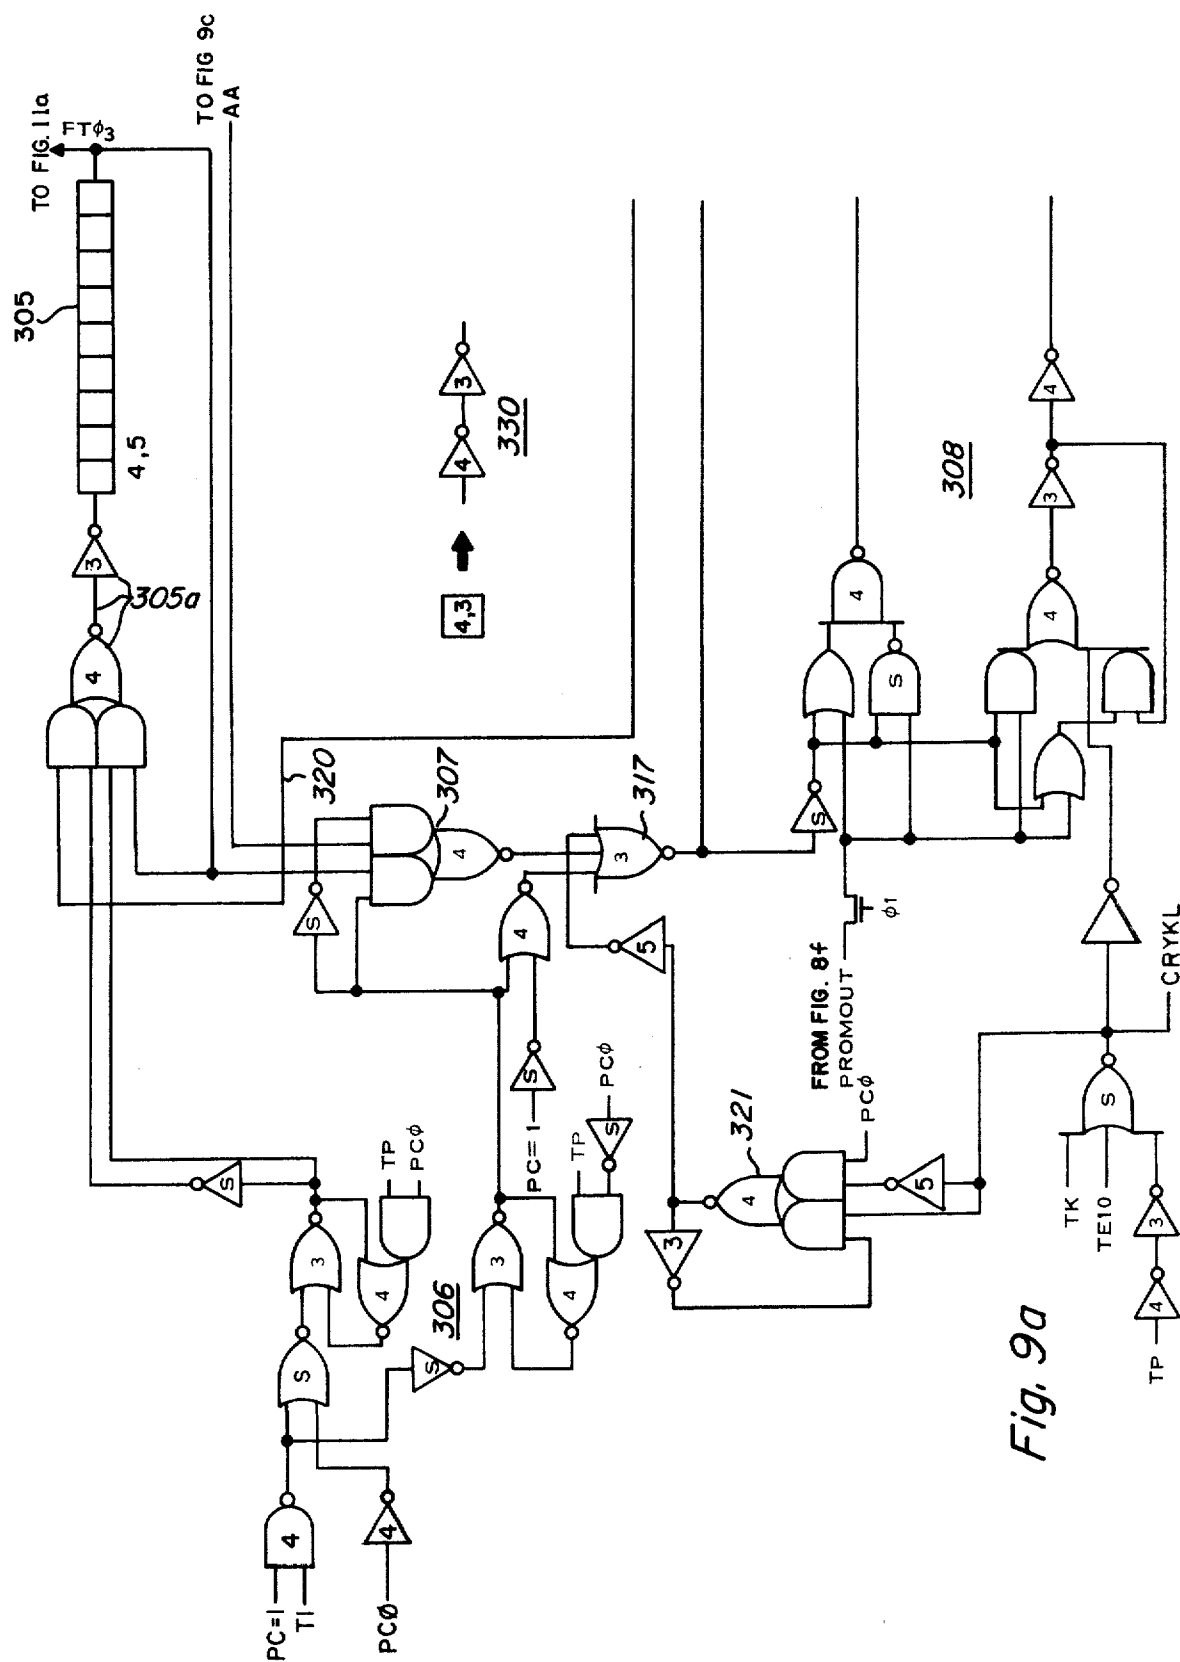 TO FIG. 11a
FTϕ3
305
4,5
3
305a
4
TO FIG 9c
AA
320
S
307
4
3
317
4
S
PC=1
5
4,3
4
3
330
S
3
4
TP
PCϕ
S
4
PC=1
T1
4
PCØ
306
S
3
4
TP
S
PCϕ
3
4
321
5
PCϕ
FROM FIG. 8f
PROMOUT
ϕ1
S
S
4
308
4
3
4
CRYKL
S
TK
TE10
3
4
TP
Fig. 9a